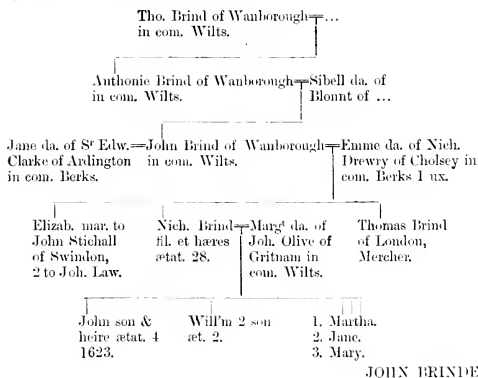 Tho. Brind of Wanborough=...
in com. Wilts.
Anthonie Brind of Wanborough=Sibell da. of
in com. Wilts. Blonnt of ...
Jane da. of Sr Edw.=John Brind of Wanborough=Emme da. of Nich.
Clarke of Ardington in com. Wilts. Drewry of Cholsey in
in com. Berks. com. Berks 1 ux.
Elizab. mar. to Nich. Brind=Margt da. of Thomas Brind
John Stichall fil. et hæres Joh. Olive of of London,
of Swindon, ætat. 28. Gritnam in Mercher.
2 to Joh. Law. com. Wilts.
John son & Will'm 2 son 1. Martha.
heire ætat. 4 æt. 2. 2. Jane.
1623. 3. Mary.
JOHN BRINDE